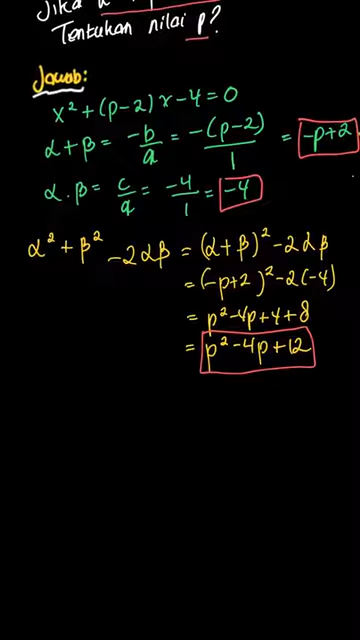 Jika α
Tentukan nilai p?
Jawab:
x² + (p-2) x - 4 = 0
α + β = -b/a = -(p-2)/1 = -p+2
α . β = c/a = -4/1 = -4
α² + β² - 2αβ = (α + β)² - 2αβ
= (-p+2)² - 2(-4)
= p² - 4p + 4 + 8
= p² - 4p + 12